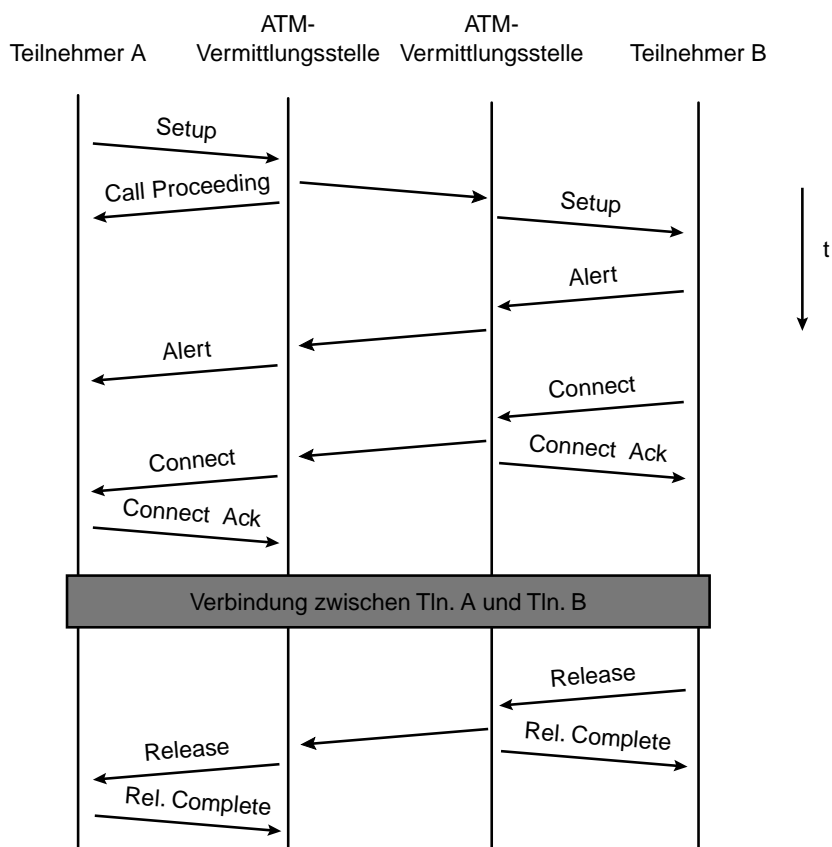 Teilnehmer A
ATM-
Vermittlungsstelle
ATM-
Vermittlungsstelle
Teilnehmer B
Setup
Call Proceeding
Setup
t
Alert
Alert
Connect
Connect Ack
Connect
Connect Ack
Verbindung zwischen Tln. A und Tln. B
Release
Rel. Complete
Release
Rel. Complete